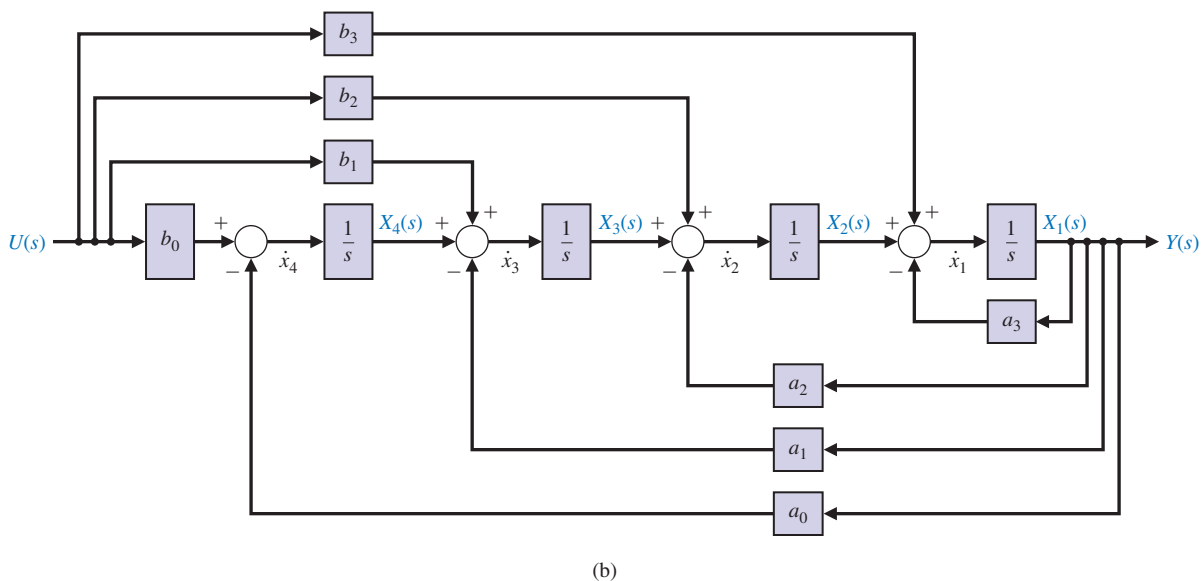 b3
+
b2
+
b1
+
U(s) b0 + − ẋ4 1/s X4(s) + − ẋ3 1/s X3(s) + − ẋ2 1/s X2(s) + − ẋ1 1/s X1(s) Y(s)
a3
a2
a1
a0
(b)